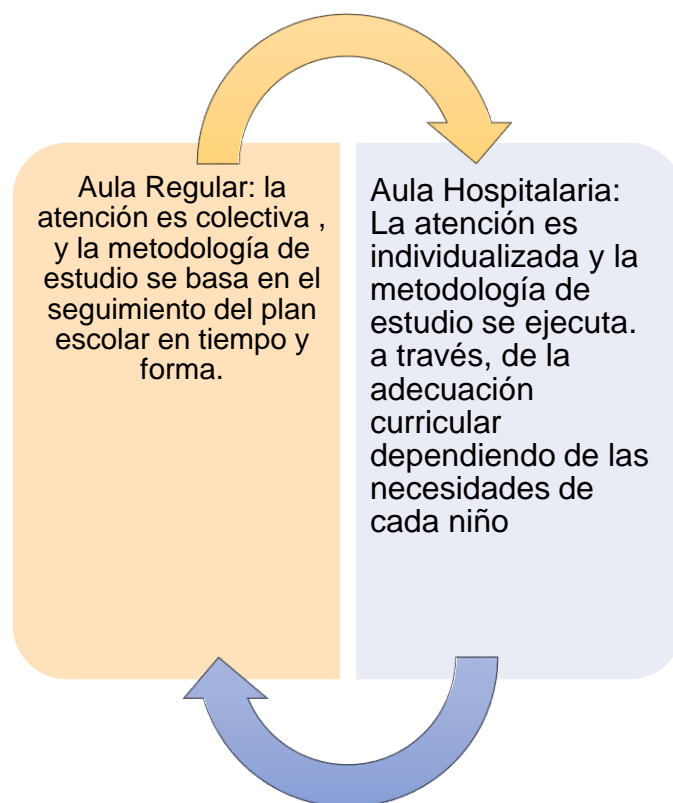 Aula Regular: la
atención es colectiva ,
y la metodología de
estudio se basa en el
seguimiento del plan
escolar en tiempo y
forma.
Aula Hospitalaria:
La atención es
individualizada y la
metodología de
estudio se ejecuta.
a través, de la
adecuación
curricular
dependiendo de las
necesidades de
cada niño